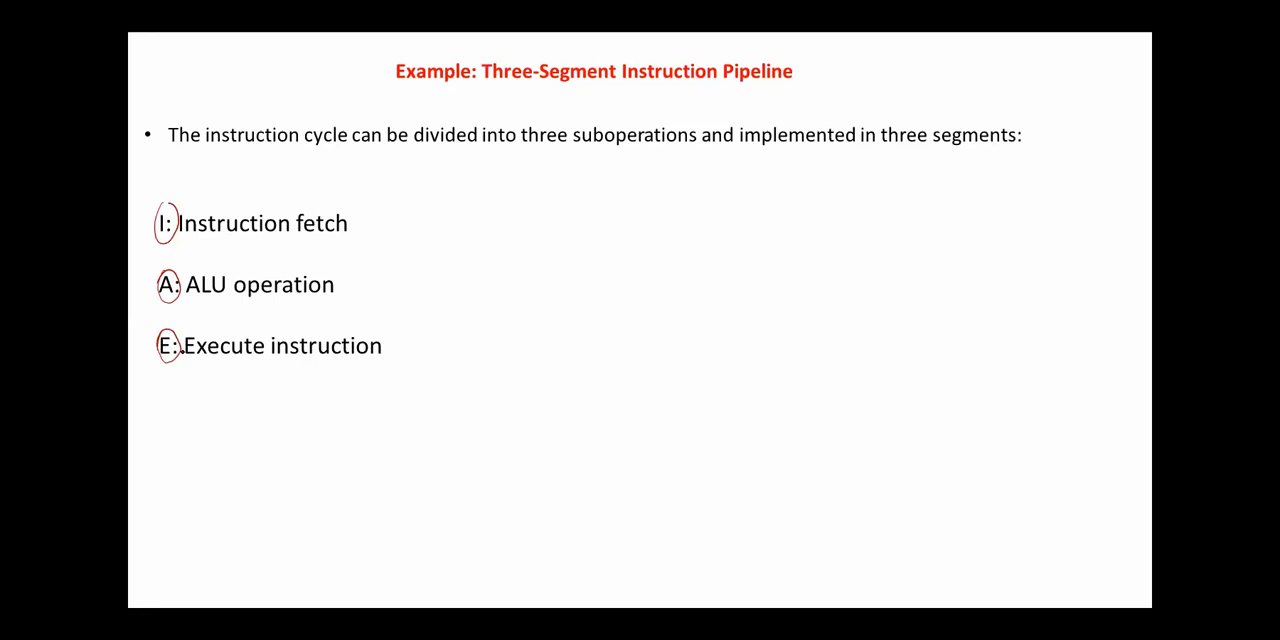 Example: Three-Segment Instruction Pipeline
• The instruction cycle can be divided into three suboperations and implemented in three segments:
I: Instruction fetch
A: ALU operation
E: Execute instruction